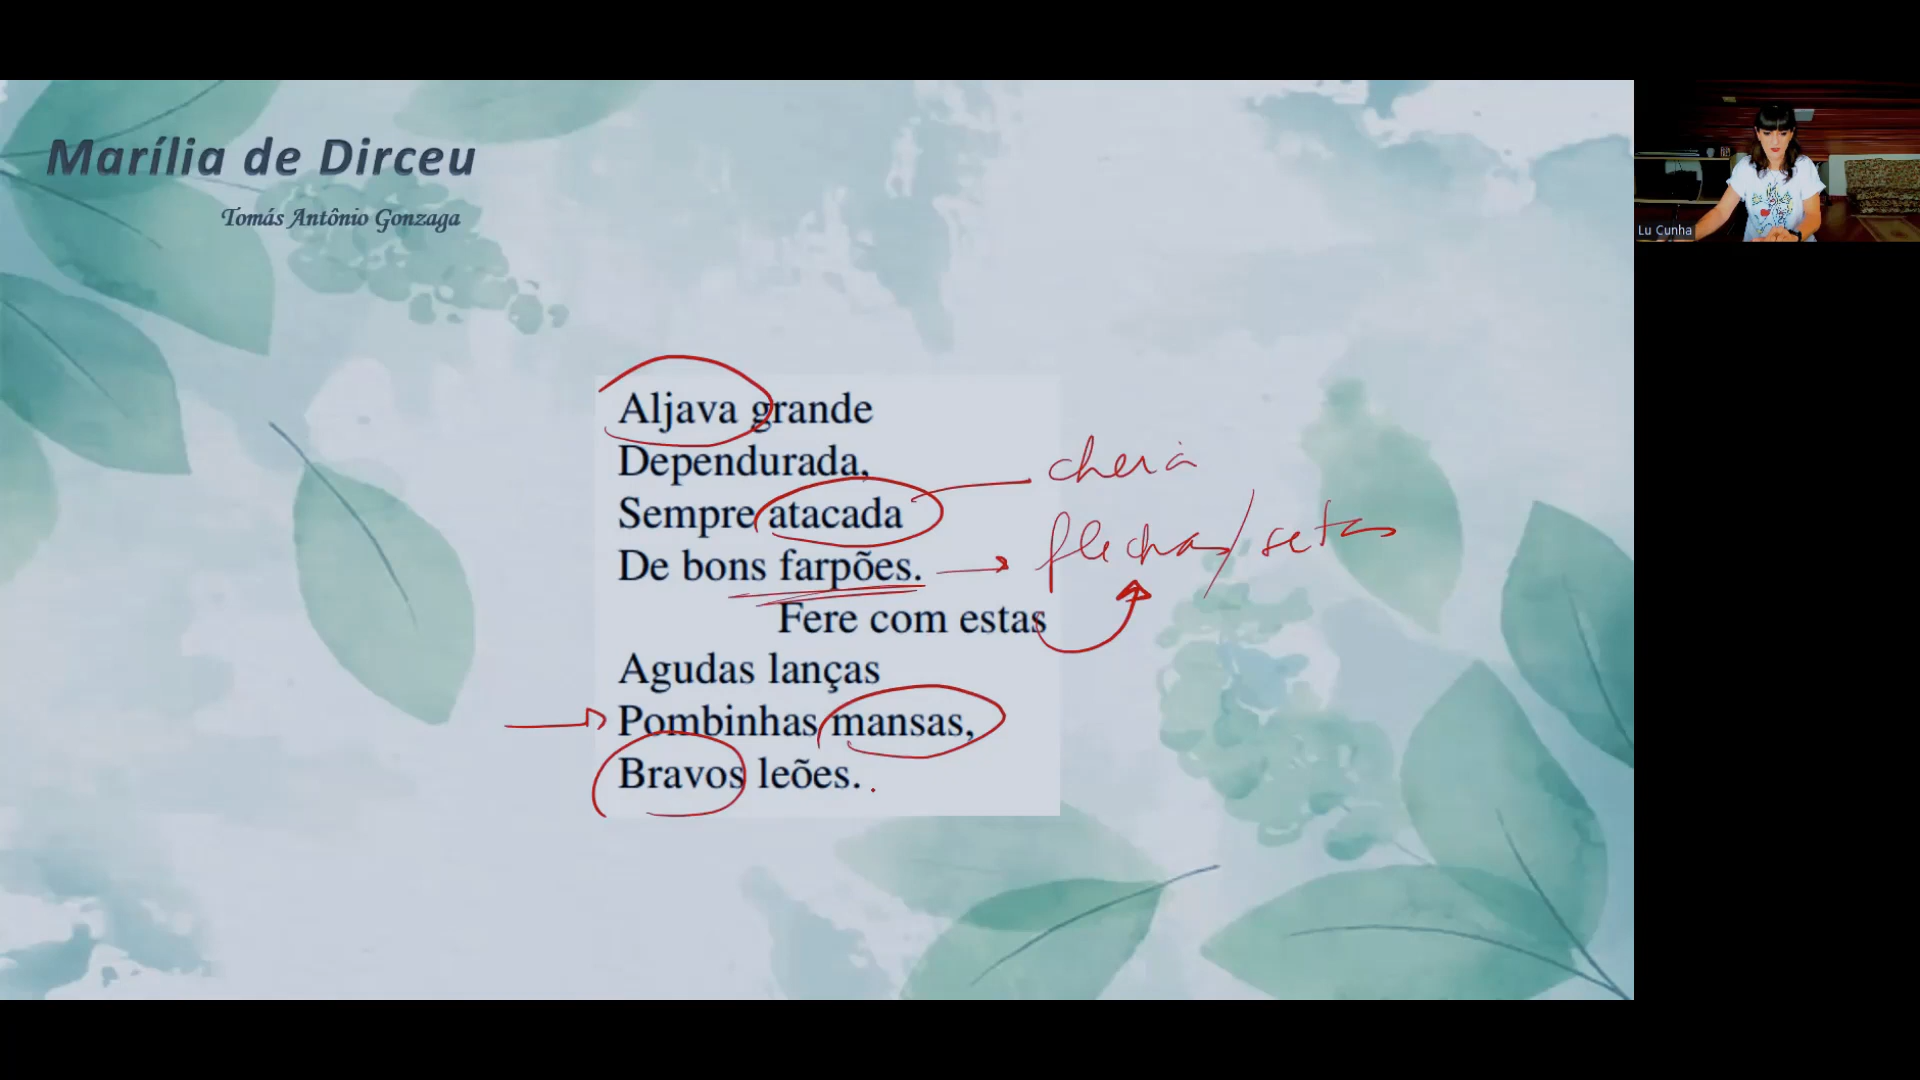 Marília de Dirceu
Tomás Antônio Gonzaga
Lu Cunha
Aljava grande
Dependurada,
Sempre atacada
cheia
De bons farpões.
flechas/setas
Fere com estas
Agudas lanças
Pombinhas mansas,
Bravos leões.